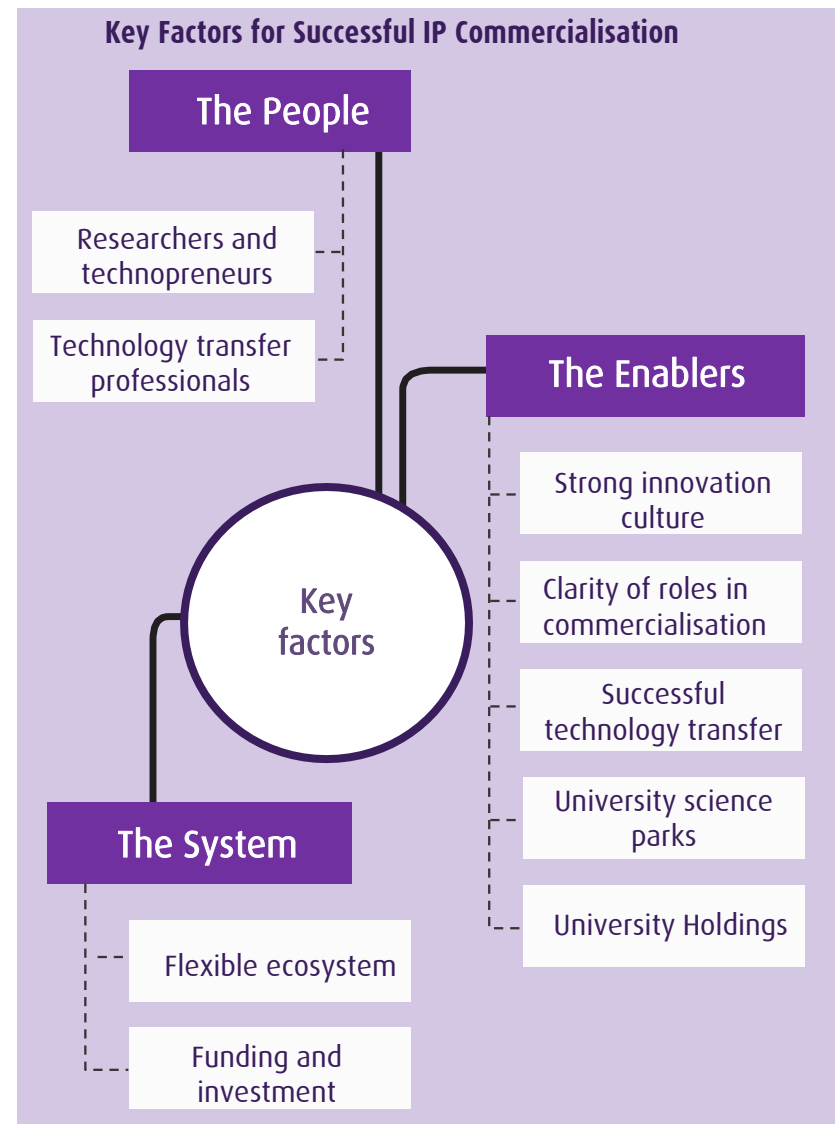 Key Factors for Successful IP Commercialisation
The People
Researchers and
technopreneurs
Technology transfer
professionals
The Enablers
Strong innovation
culture
Clarity of roles in
commercialisation
Successful
technology transfer
University science
parks
University Holdings
Key
factors
The System
Flexible ecosystem
Funding and
investment